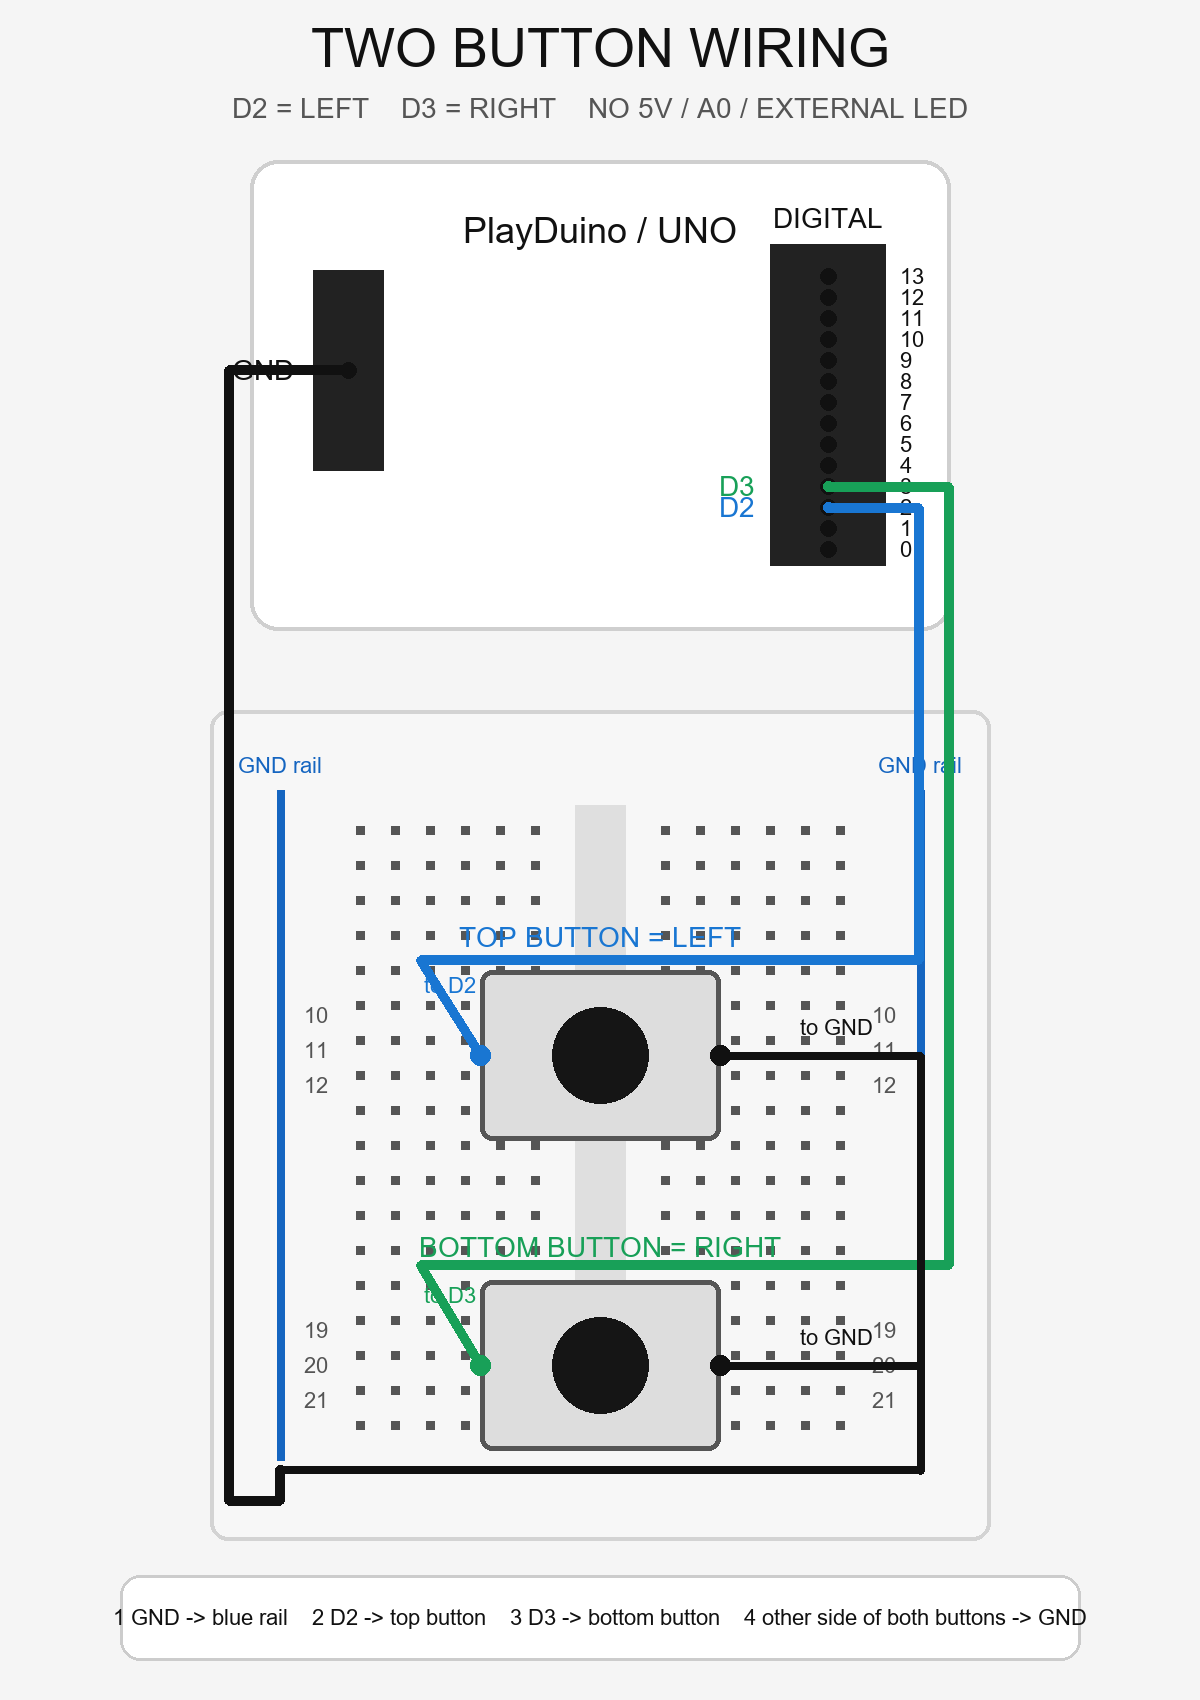 TWO BUTTON WIRING
D2 = LEFT    D3 = RIGHT    NO 5V / A0 / EXTERNAL LED
PlayDuino / UNO
DIGITAL
13
12
11
10
9
8
7
6
5
4
3
2
1
0
GND
D3
D2
GND rail
GND rail
TOP BUTTON = LEFT
to D2
to GND
10
11
12
10
11
12
BOTTOM BUTTON = RIGHT
to D3
to GND
19
20
21
19
20
21
1 GND -> blue rail    2 D2 -> top button    3 D3 -> bottom button    4 other side of both buttons -> GND